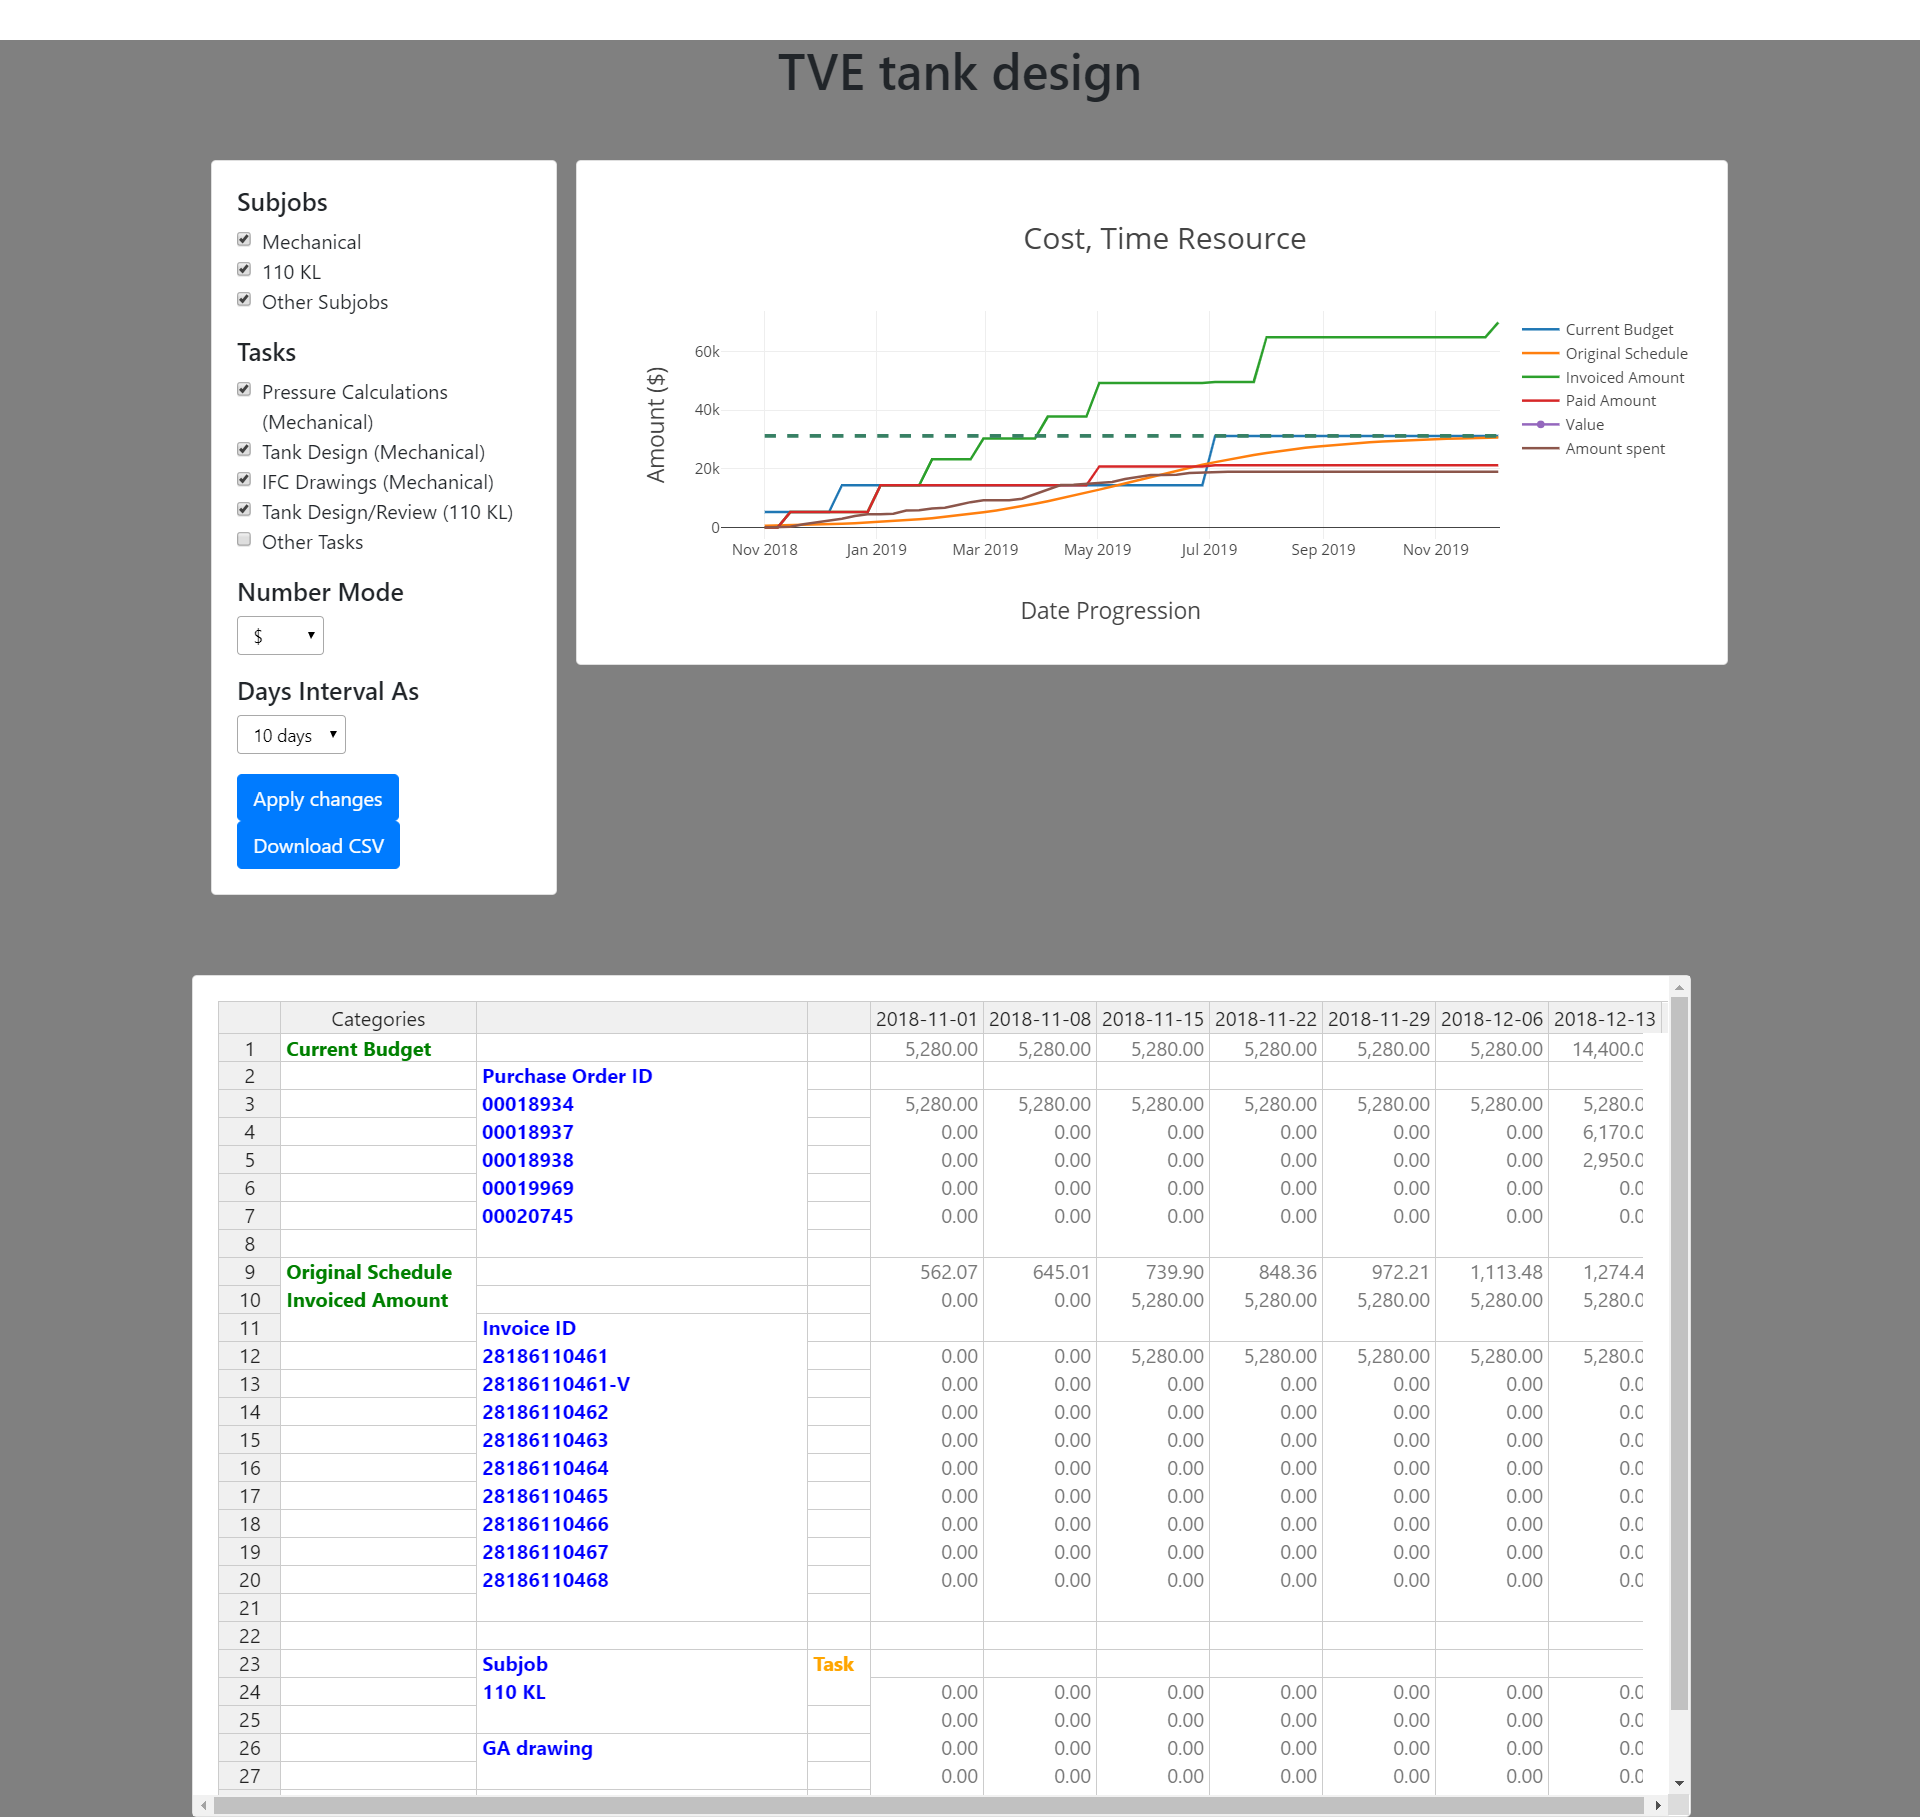 TVE tank design
Subjobs
Mechanical
110 KL
Other Subjobs
Tasks
Pressure Calculations
(Mechanical)
Tank Design (Mechanical)
IFC Drawings (Mechanical)
Tank Design/Review (110 KL)
Other Tasks
Number Mode
$
Days Interval As
10 days
Apply changes
Download CSV
Cost, Time Resource
Amount ($)
60k
40k
20k
0
Nov 2018 Jan 2019 Mar 2019 May 2019 Jul 2019 Sep 2019 Nov 2019
Date Progression
Current Budget
Original Schedule
Invoiced Amount
Paid Amount
Value
Amount spent
Categories 2018-11-01 2018-11-08 2018-11-15 2018-11-22 2018-11-29 2018-12-06 2018-12-13
1 Current Budget 5,280.00 5,280.00 5,280.00 5,280.00 5,280.00 5,280.00 14,400.0
2 Purchase Order ID
3 00018934 5,280.00 5,280.00 5,280.00 5,280.00 5,280.00 5,280.00 5,280.0
4 00018937 0.00 0.00 0.00 0.00 0.00 0.00 6,170.0
5 00018938 0.00 0.00 0.00 0.00 0.00 0.00 2,950.0
6 00019969 0.00 0.00 0.00 0.00 0.00 0.00 0.0
7 00020745 0.00 0.00 0.00 0.00 0.00 0.00 0.0
8
9 Original Schedule 562.07 645.01 739.90 848.36 972.21 1,113.48 1,274.4
10 Invoiced Amount 0.00 0.00 5,280.00 5,280.00 5,280.00 5,280.00 5,280.0
11 Invoice ID
12 28186110461 0.00 0.00 5,280.00 5,280.00 5,280.00 5,280.00 5,280.0
13 28186110461-V 0.00 0.00 0.00 0.00 0.00 0.00 0.0
14 28186110462 0.00 0.00 0.00 0.00 0.00 0.00 0.0
15 28186110463 0.00 0.00 0.00 0.00 0.00 0.00 0.0
16 28186110464 0.00 0.00 0.00 0.00 0.00 0.00 0.0
17 28186110465 0.00 0.00 0.00 0.00 0.00 0.00 0.0
18 28186110466 0.00 0.00 0.00 0.00 0.00 0.00 0.0
19 28186110467 0.00 0.00 0.00 0.00 0.00 0.00 0.0
20 28186110468 0.00 0.00 0.00 0.00 0.00 0.00 0.0
21
22
23 Subjob Task
24 110 KL 0.00 0.00 0.00 0.00 0.00 0.00 0.0
25 0.00 0.00 0.00 0.00 0.00 0.00 0.0
26 GA drawing 0.00 0.00 0.00 0.00 0.00 0.00 0.0
27 0.00 0.00 0.00 0.00 0.00 0.00 0.0